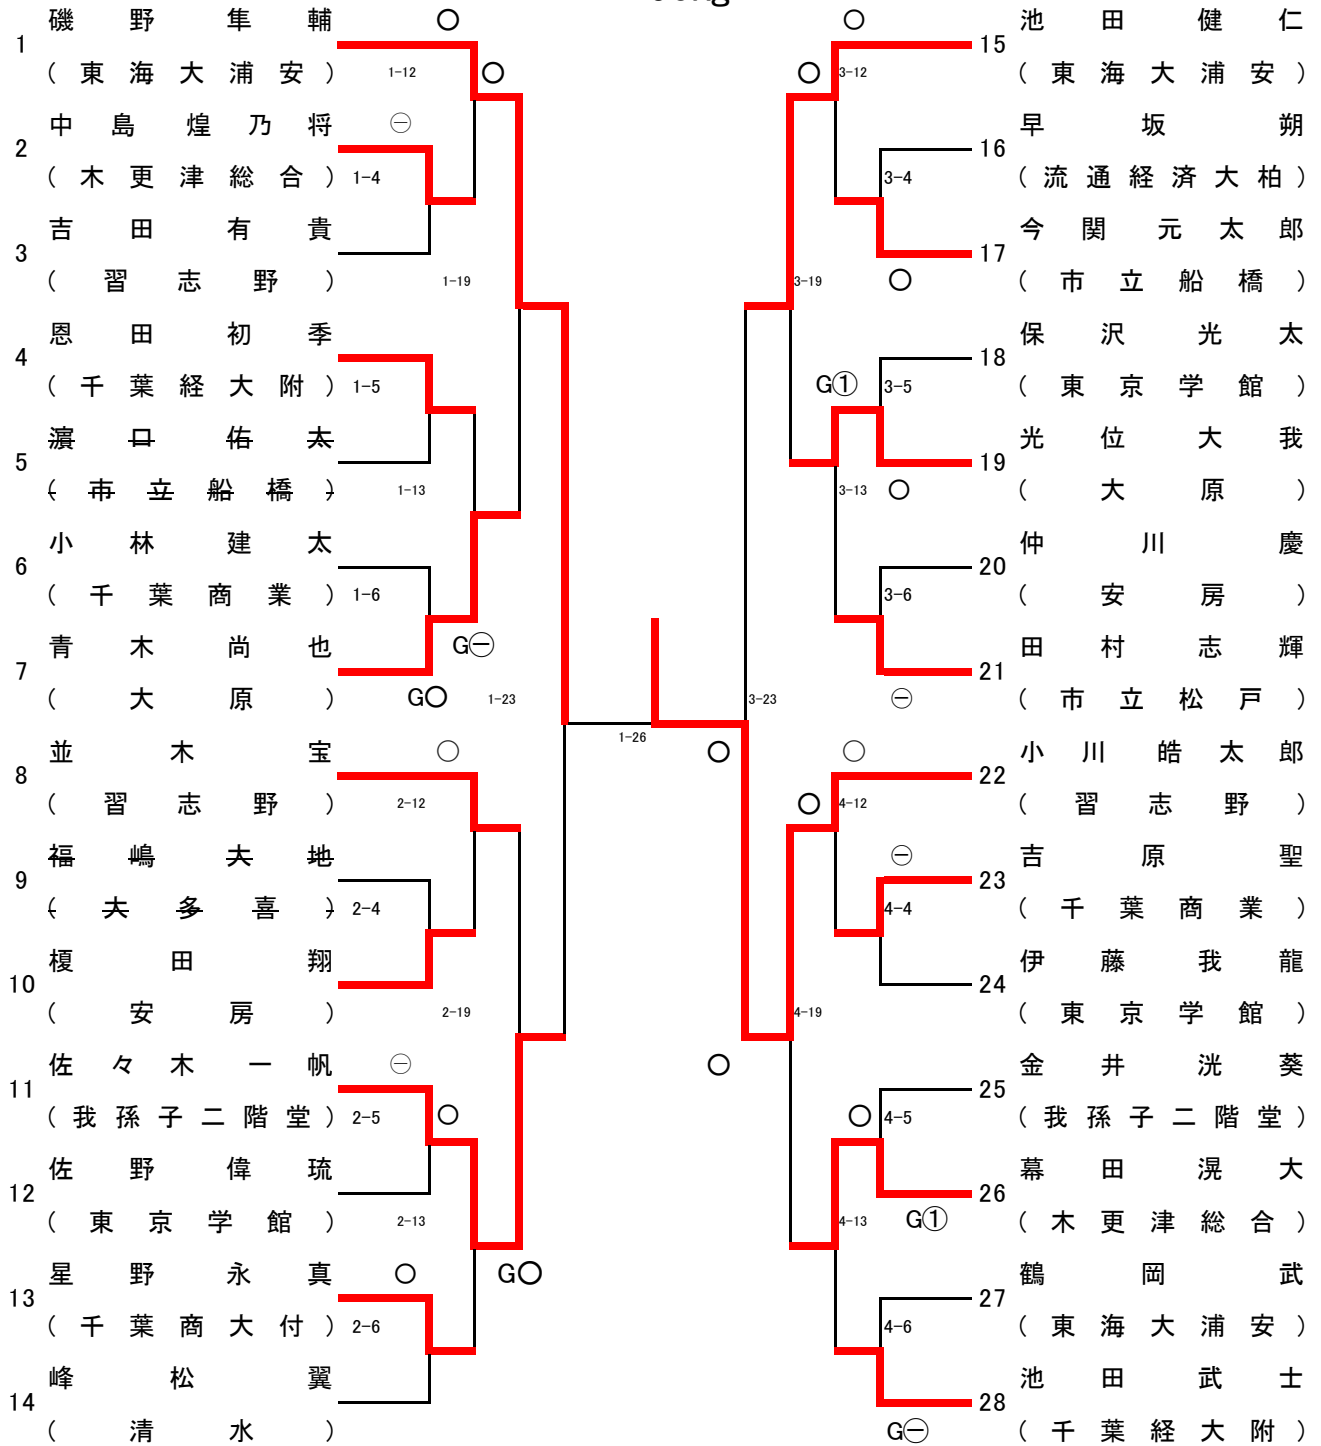 磯野隼輔
1
(東海大浦安)
中島煌乃将
2
(木更津総合)
吉田有貴
3
(習志野)
恩田初季
4
(千葉経大附)
濵口佑太
5
(市立船橋)
小林建太
6
(千葉商業)
青木尚也
7
(大原)
並木宝
8
(習志野)
福嶋大地
9
(大多喜)
榎田翔
10
(安房)
佐々木一帆
11
(我孫子二階堂)
佐野偉琉
12
(東京学館)
星野永真
13
(千葉商大付)
峰松翼
14
(清水)
○
1-12
○
㊀
1-4
1-19
1-5
1-13
1-6
G㊀
G○
1-23
○
2-12
2-4
2-19
㊀
2-5
○
2-13
○
2-6
G○
1-26
○
○
3-12
○
3-4
○
3-19
G①
3-5
3-13
○
3-6
㊀
3-23
○
○
4-12
○
㊀
4-4
4-19
○
○
4-5
G①
4-13
4-6
G㊀
池田健仁
15
(東海大浦安)
早坂朔
16
(流通経済大柏)
今関元太郎
17
(市立船橋)
保沢光太
18
(東京学館)
光位大我
19
(大原)
仲川慶
20
(安房)
田村志輝
21
(市立松戸)
小川皓太郎
22
(習志野)
吉原聖
23
(千葉商業)
伊藤我龍
24
(東京学館)
金井洸葵
25
(我孫子二階堂)
幕田滉大
26
(木更津総合)
鶴岡武
27
(東海大浦安)
池田武士
28
(千葉経大附)